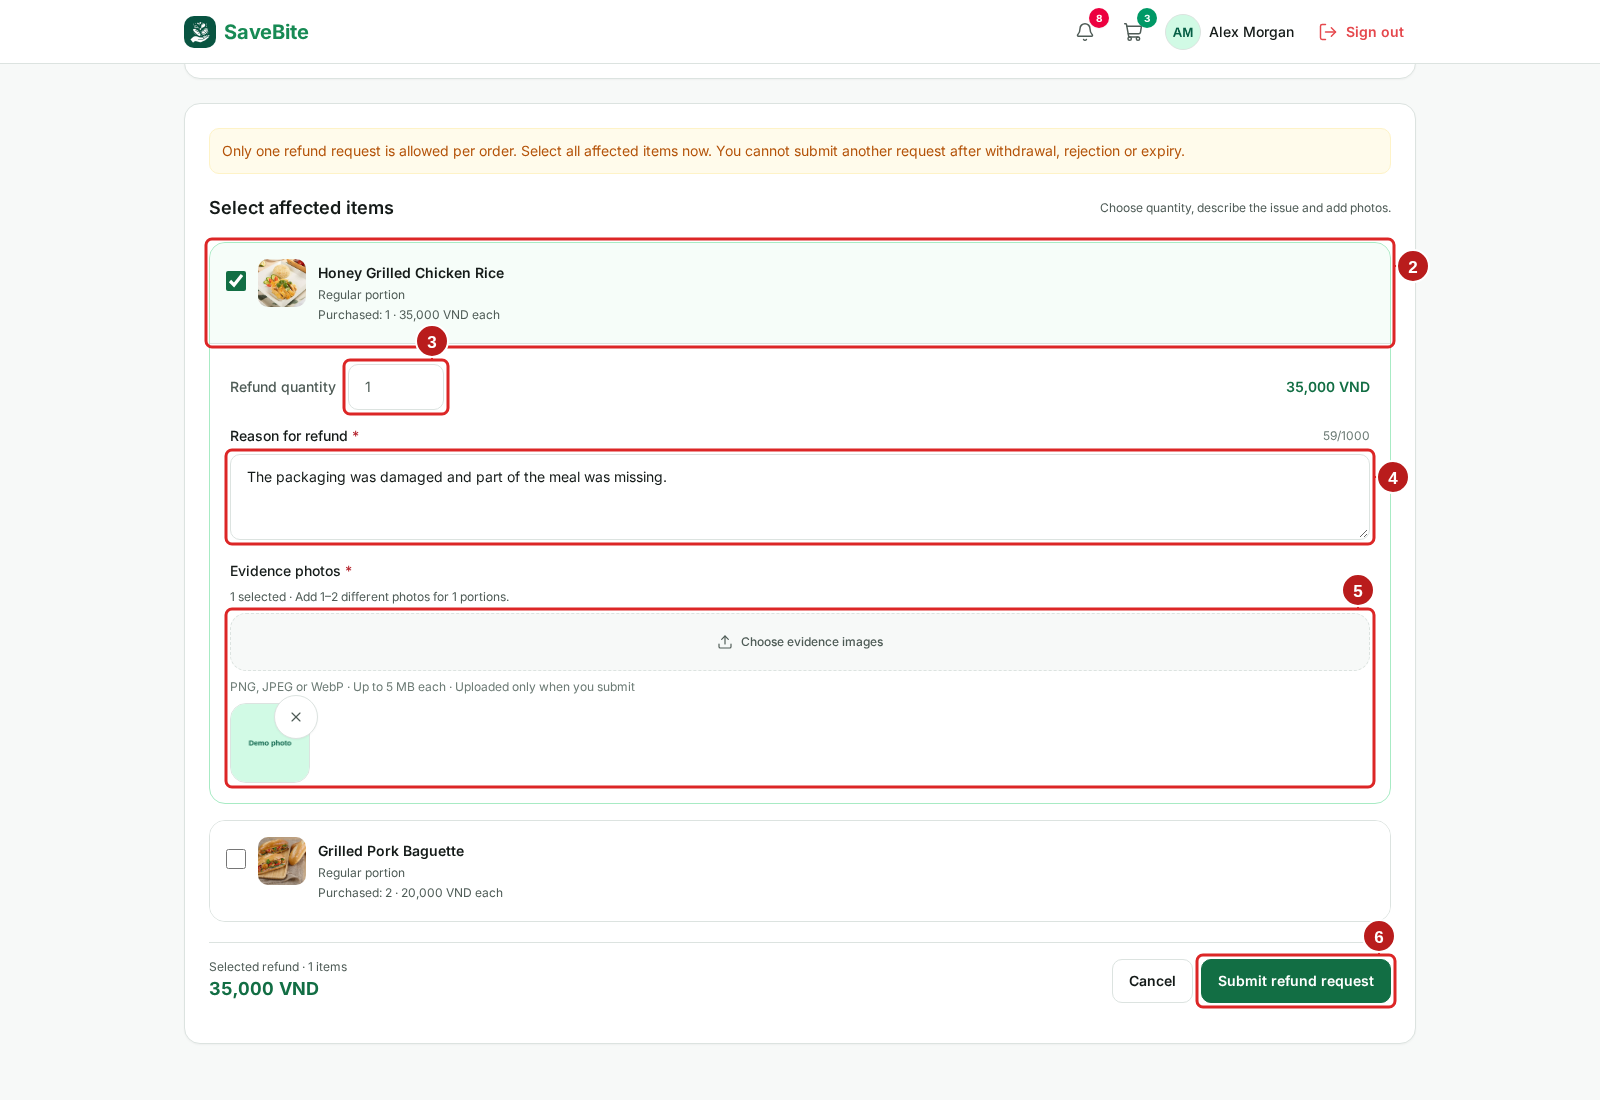 SaveBite
8
3
AM
Alex Morgan
Sign out
Only one refund request is allowed per order. Select all affected items now. You cannot submit another request after withdrawal, rejection or expiry.
Select affected items
Choose quantity, describe the issue and add photos.
2
Honey Grilled Chicken Rice
Regular portion
Purchased: 1 · 35,000 VND each
3
Refund quantity
1
35,000 VND
Reason for refund *
59/1000
The packaging was damaged and part of the meal was missing.
4
Evidence photos *
5
1 selected · Add 1–2 different photos for 1 portions.
Choose evidence images
PNG, JPEG or WebP · Up to 5 MB each · Uploaded only when you submit
Demo photo
Grilled Pork Baguette
Regular portion
Purchased: 2 · 20,000 VND each
6
Selected refund · 1 items
35,000 VND
Cancel
Submit refund request